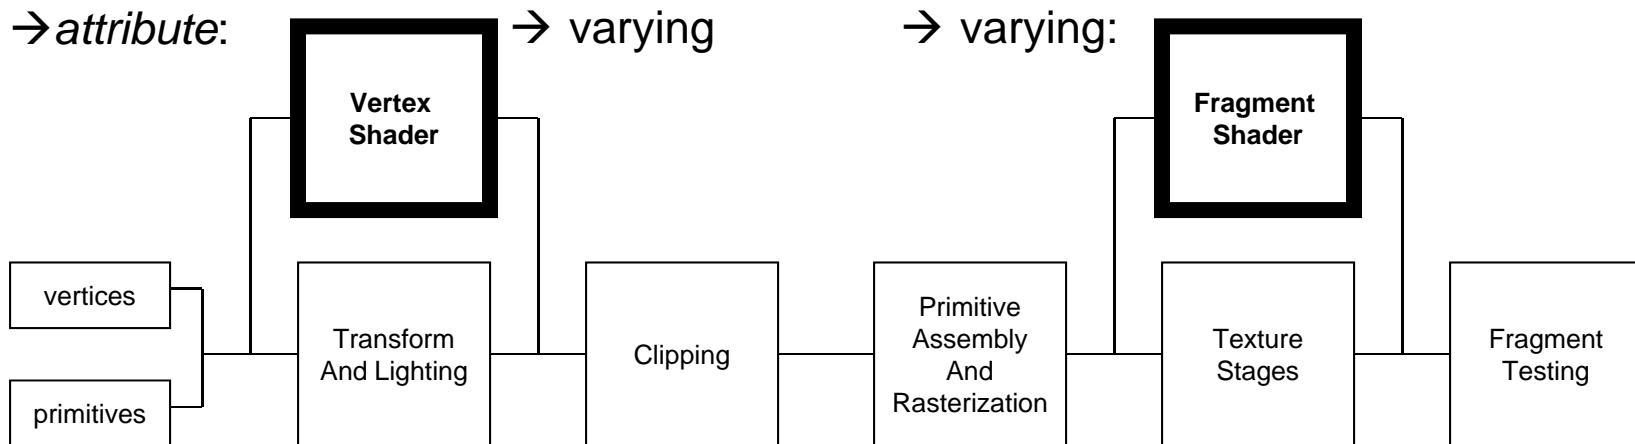 →attribute:
→ varying
→ varying:
Vertex
Shader
Fragment
Shader
vertices
primitives
Transform
And Lighting
Clipping
Primitive
Assembly
And
Rasterization
Texture
Stages
Fragment
Testing